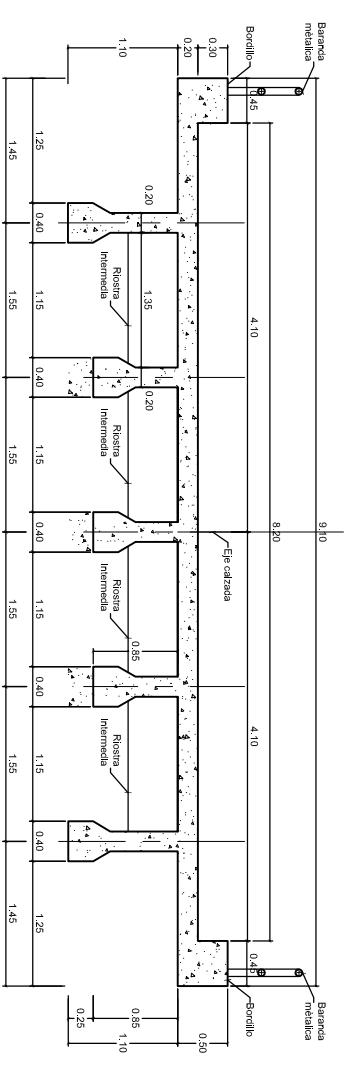 Baranda
mètalica
Baranda
mètalica
9.10
8.20
Bordillo
Bordillo
0.45
4.10
4.10
0.45
Eje calzada
0.30
0.20
0.50
1.10
0.20
1.35
0.20
0.85
Riostra
Intermedia
Riostra
Intermedia
Riostra
Intermedia
Riostra
Intermedia
0.85
0.25
1.10
1.25
0.40
1.15
0.40
1.15
0.40
1.15
0.40
1.15
0.40
1.25
1.45
1.55
1.55
1.55
1.55
1.45